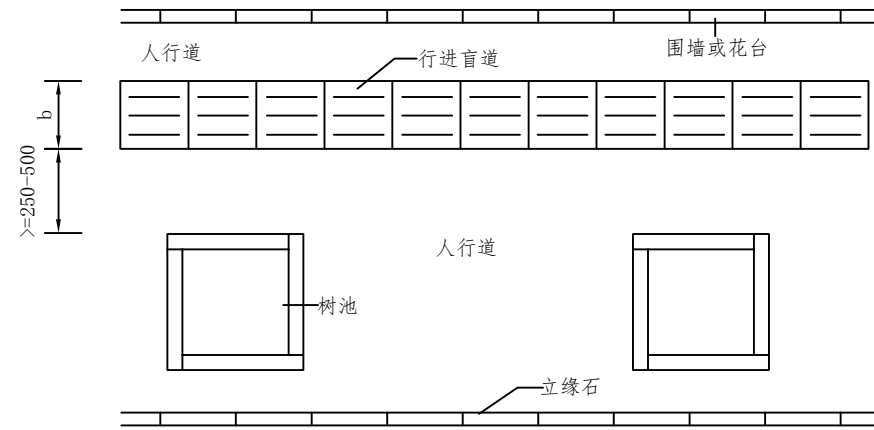 围墙或花台
人行道
行进盲道
b
>=250-500
人行道
树池
立缘石